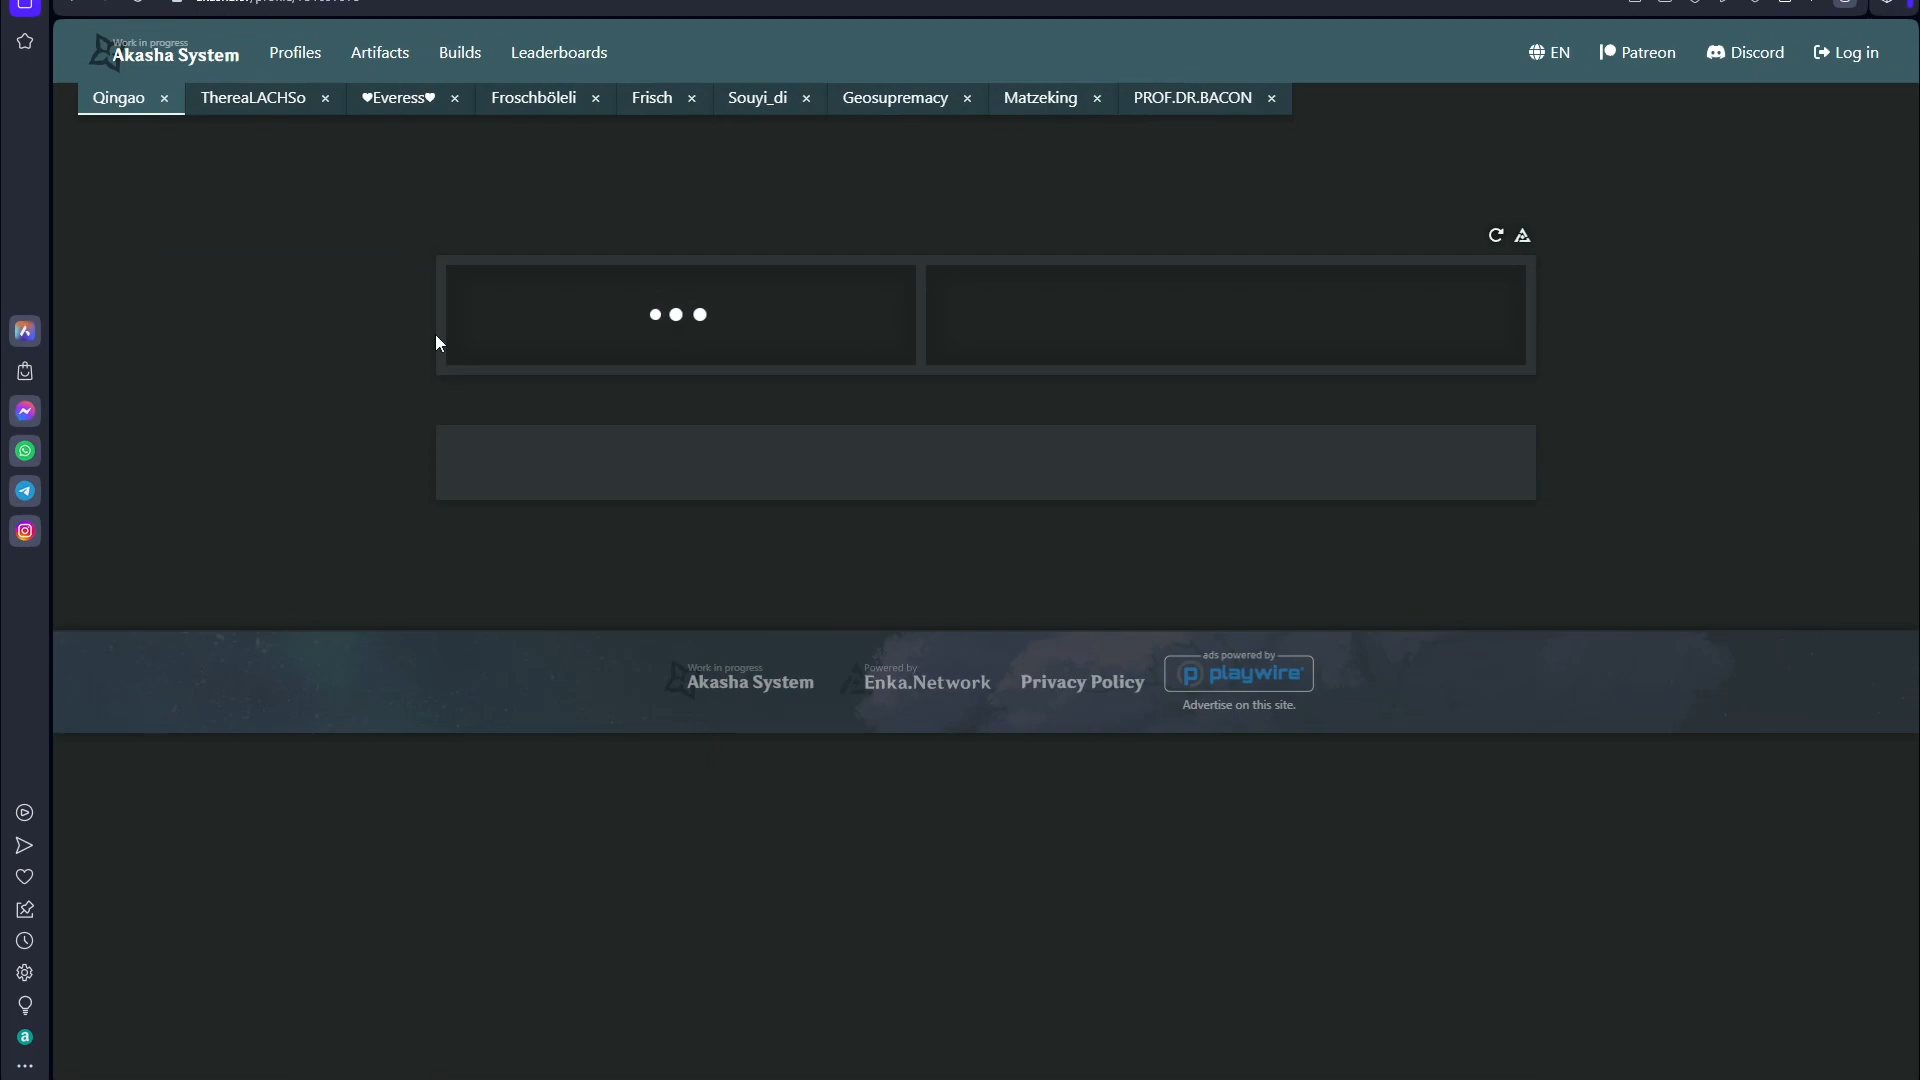 Work in progress
Akasha System
Profiles
Artifacts
Builds
Leaderboards
EN
Patreon
Discord
Log in
Qingao ×
ThereaLACHSo ×
♥Everess♥ ×
Froschböleli ×
Frisch ×
Souyi_di ×
Geosupremacy ×
Matzeking ×
PROF.DR.BACON ×
Work in progress
Akasha System
Powered by
Enka.Network
Privacy Policy
ads powered by
playwire
Advertise on this site.